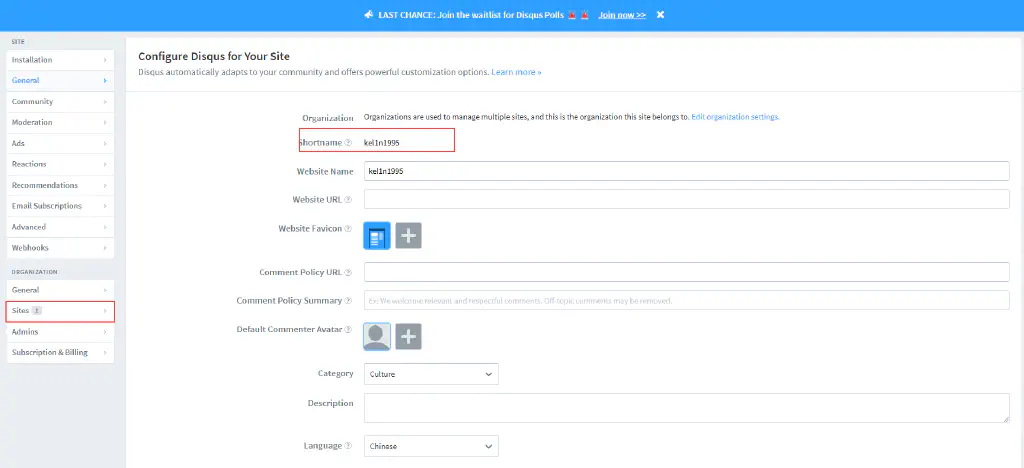 LAST CHANCE: Join the waitlist for Disqus Polls 🚨 🚨 Join now >> ✕
SITE
Installation
General
Community
Moderation
Ads
Reactions
Recommendations
Email Subscriptions
Advanced
Webhooks
ORGANIZATION
General
Sites
Admins
Subscription & Billing
Configure Disqus for Your Site
Disqus automatically adapts to your community and offers powerful customization options. Learn more »
Organization Organizations are used to manage multiple sites, and this is the organization this site belongs to. Edit organization settings.
Shortname ? kel1n1995
Website Name kel1n1995
Website URL ?
Website Favicon ?
Comment Policy URL ?
Comment Policy Summary ? Ex: We welcome relevant and respectful comments. Off-topic comments may be removed.
Default Commenter Avatar ?
Category Culture
Description
Language ? Chinese